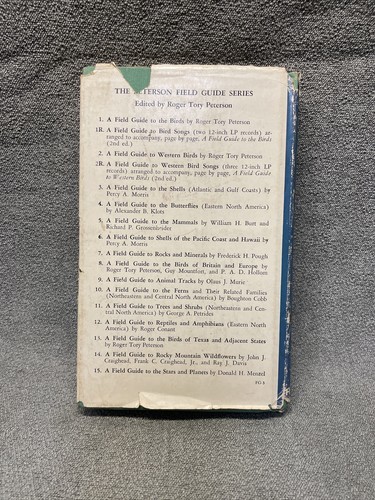 THE PETERSON FIELD GUIDE SERIES
Edited by Roger Tory Peterson
1. A Field Guide to the Birds by Roger Tory Peterson
1R. A Field Guide to Bird Songs (two 12-inch LP records) ar-
ranged to accompany, page by page, A Field Guide to the Birds
(2nd ed.)
2. A Field Guide to Western Birds by Roger Tory Peterson
2R. A Field Guide to Western Bird Songs (three 12-inch LP
records) arranged to accompany, page by page, Field Guide
to Western Birds (2nd ed.)
3. A Field Guide to the Shells (Atlantic and Gulf Coasts) by
Percy A. Morris
4. A Field Guide to the Butterflies (Eastern North America)
by Alexander B. Klots
5. A Field Guide to the Mammals by William H. Burt and
Richard P. Grossenheider
6. A Field Guide to Shells of the Pacific Coast and Hawaii by
Percy A. Morris
7. A Field Guide to Rocks and Minerals by Frederick H. Pough
8. A Field Guide to the Birds of Britain and Europe by
Roger Tory Peterson, Guy Mountfort, and P. A. D. Hollom
9. A Field Guide to Animal Tracks by Olaus J. Murie
10. A Field Guide to the Ferns and Their Related Families
(Northeastern and Central North America) by Boughton Cobb
11. A Field Guide to Trees and Shrubs (Northeastern and Cen-
tral North America) by George A. Petrides
12. A Field Guide to Reptiles and Amphibians (Eastern North
America) by Roger Conant
13. A Field Guide to the Birds of Texas and Adjacent States
by Roger Tory Peterson
14. A Field Guide to Rocky Mountain Wildflowers by John J.
Craighead, Frank C. Craighead, Jr., and Ray J. Davis
15. A Field Guide to the Stars and Planets by Donald H. Menzel